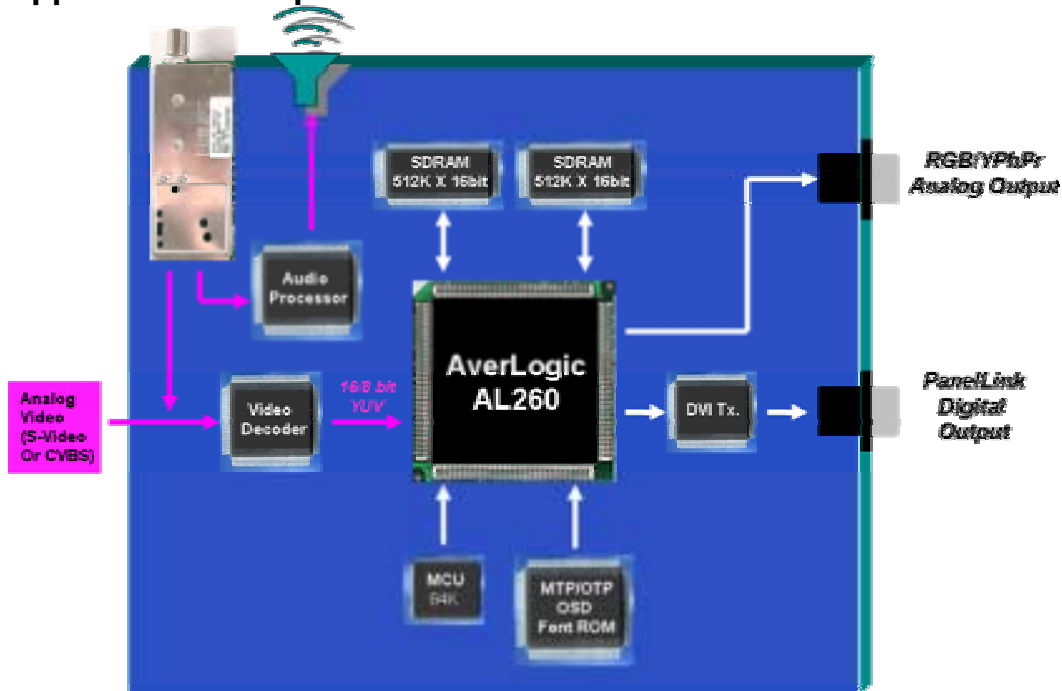 SDRAM
512K X 16bit
SDRAM
512K X 16bit
RGB/YPbPr
Analog Output
Audio
Processor
AverLogic
AL260
Analog
Video
(S-Video
Or CVBS)
Video
Decoder
16/8 bit
YUV
DVI Tx.
PanelLink
Digital
Output
MCU
64K
MTP/OTP
OSD
Font ROM